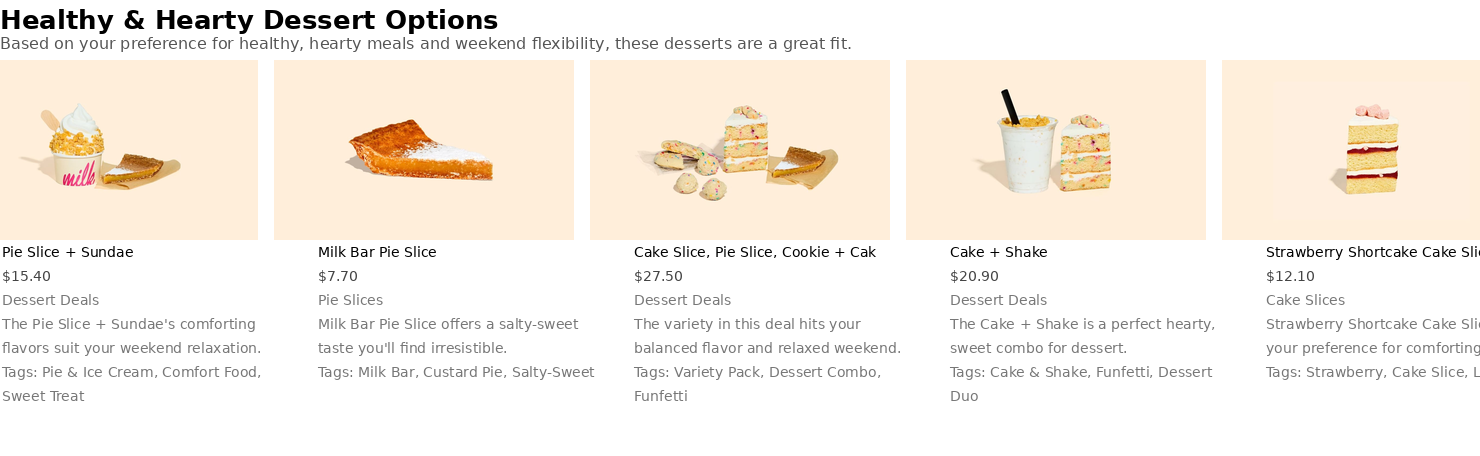 Healthy & Hearty Dessert Options
Based on your preference for healthy, hearty meals and weekend flexibility, these desserts are a great fit.
milk
Pie Slice + Sundae
$15.40
Dessert Deals
The Pie Slice + Sundae's comforting
flavors suit your weekend relaxation.
Tags: Pie & Ice Cream, Comfort Food,
Sweet Treat
Milk Bar Pie Slice
$7.70
Pie Slices
Milk Bar Pie Slice offers a salty-sweet
taste you'll find irresistible.
Tags: Milk Bar, Custard Pie, Salty-Sweet
Cake Slice, Pie Slice, Cookie + Cak
$27.50
Dessert Deals
The variety in this deal hits your
balanced flavor and relaxed weekend.
Tags: Variety Pack, Dessert Combo,
Funfetti
Cake + Shake
$20.90
Dessert Deals
The Cake + Shake is a perfect hearty,
sweet combo for dessert.
Tags: Cake & Shake, Funfetti, Dessert
Duo
Strawberry Shortcake Cake
$12.10
Cake Slices
Strawberry Shortcake Cake
your preference for comforting
Tags: Strawberry, Cake Slice,